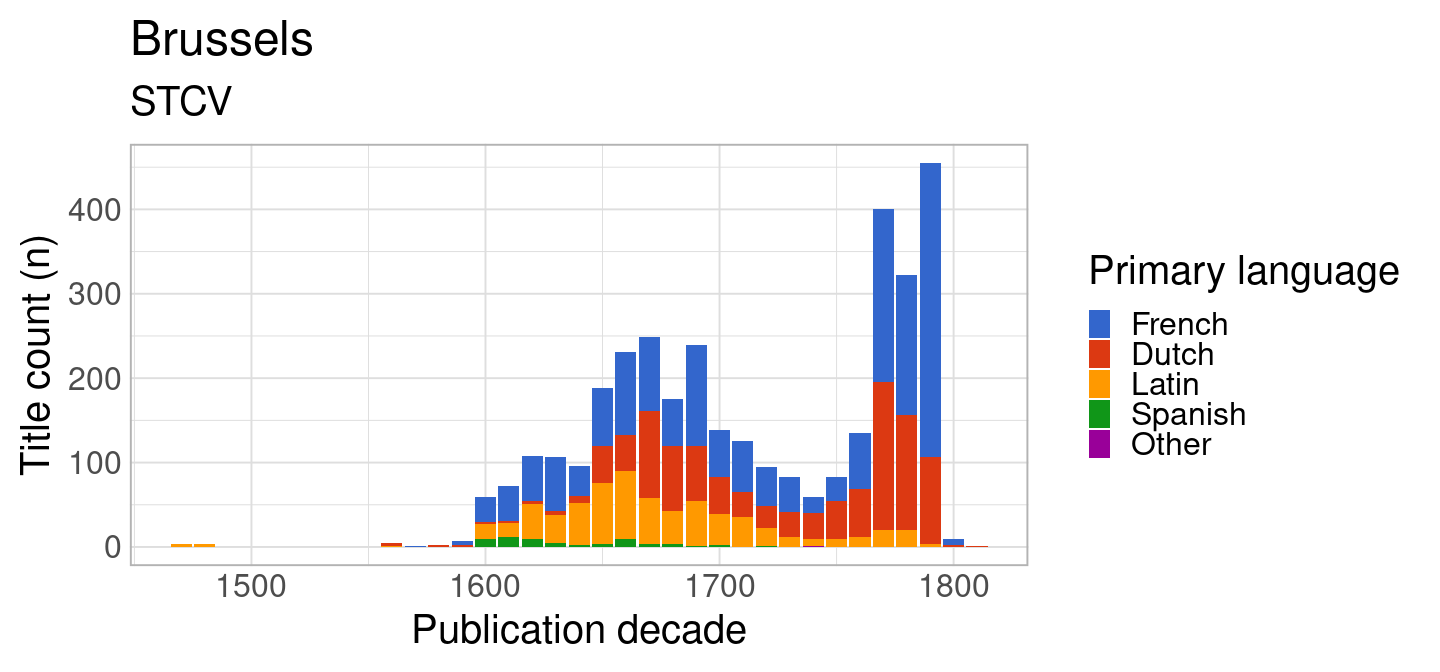 Brussels
STCV
Title count (n)
400
300
200
100
0
1500 1600 1700 1800
Publication decade
Primary language
French
Dutch
Latin
Spanish
Other